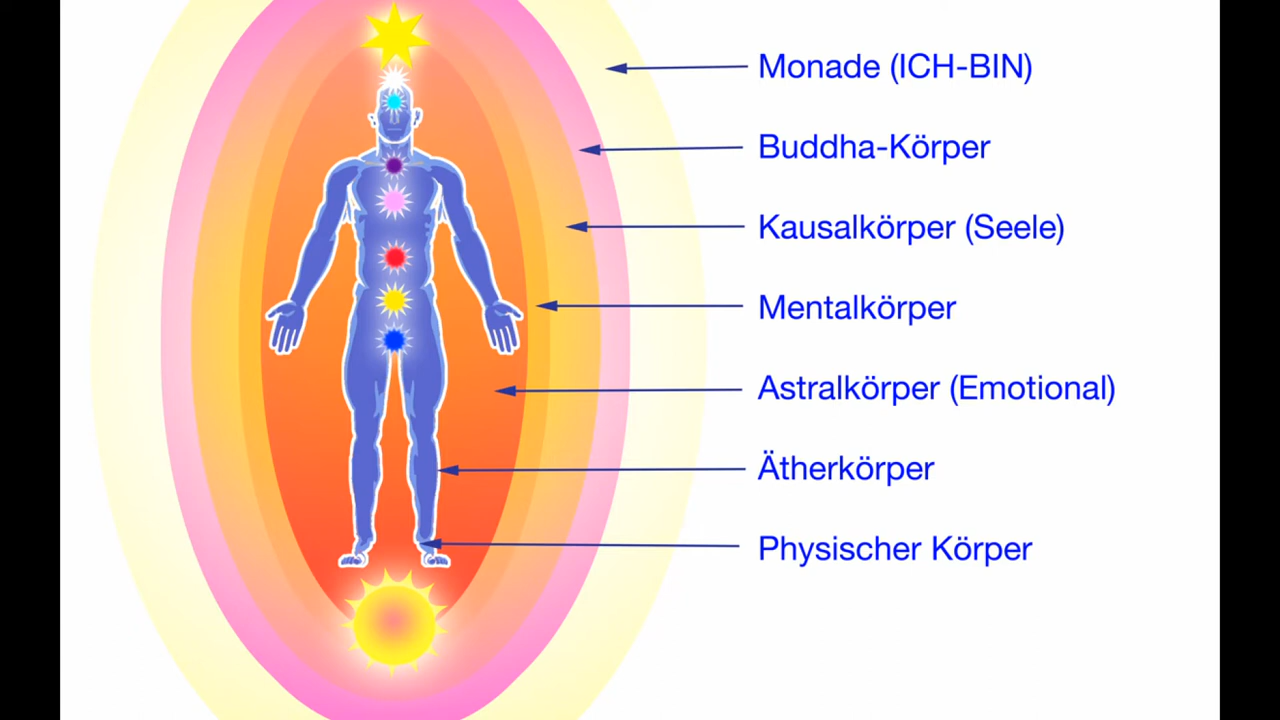 Monade (ICH-BIN)
Buddha-Körper
Kausalkörper (Seele)
Mentalkörper
Astralkörper (Emotional)
Ätherkörper
Physischer Körper